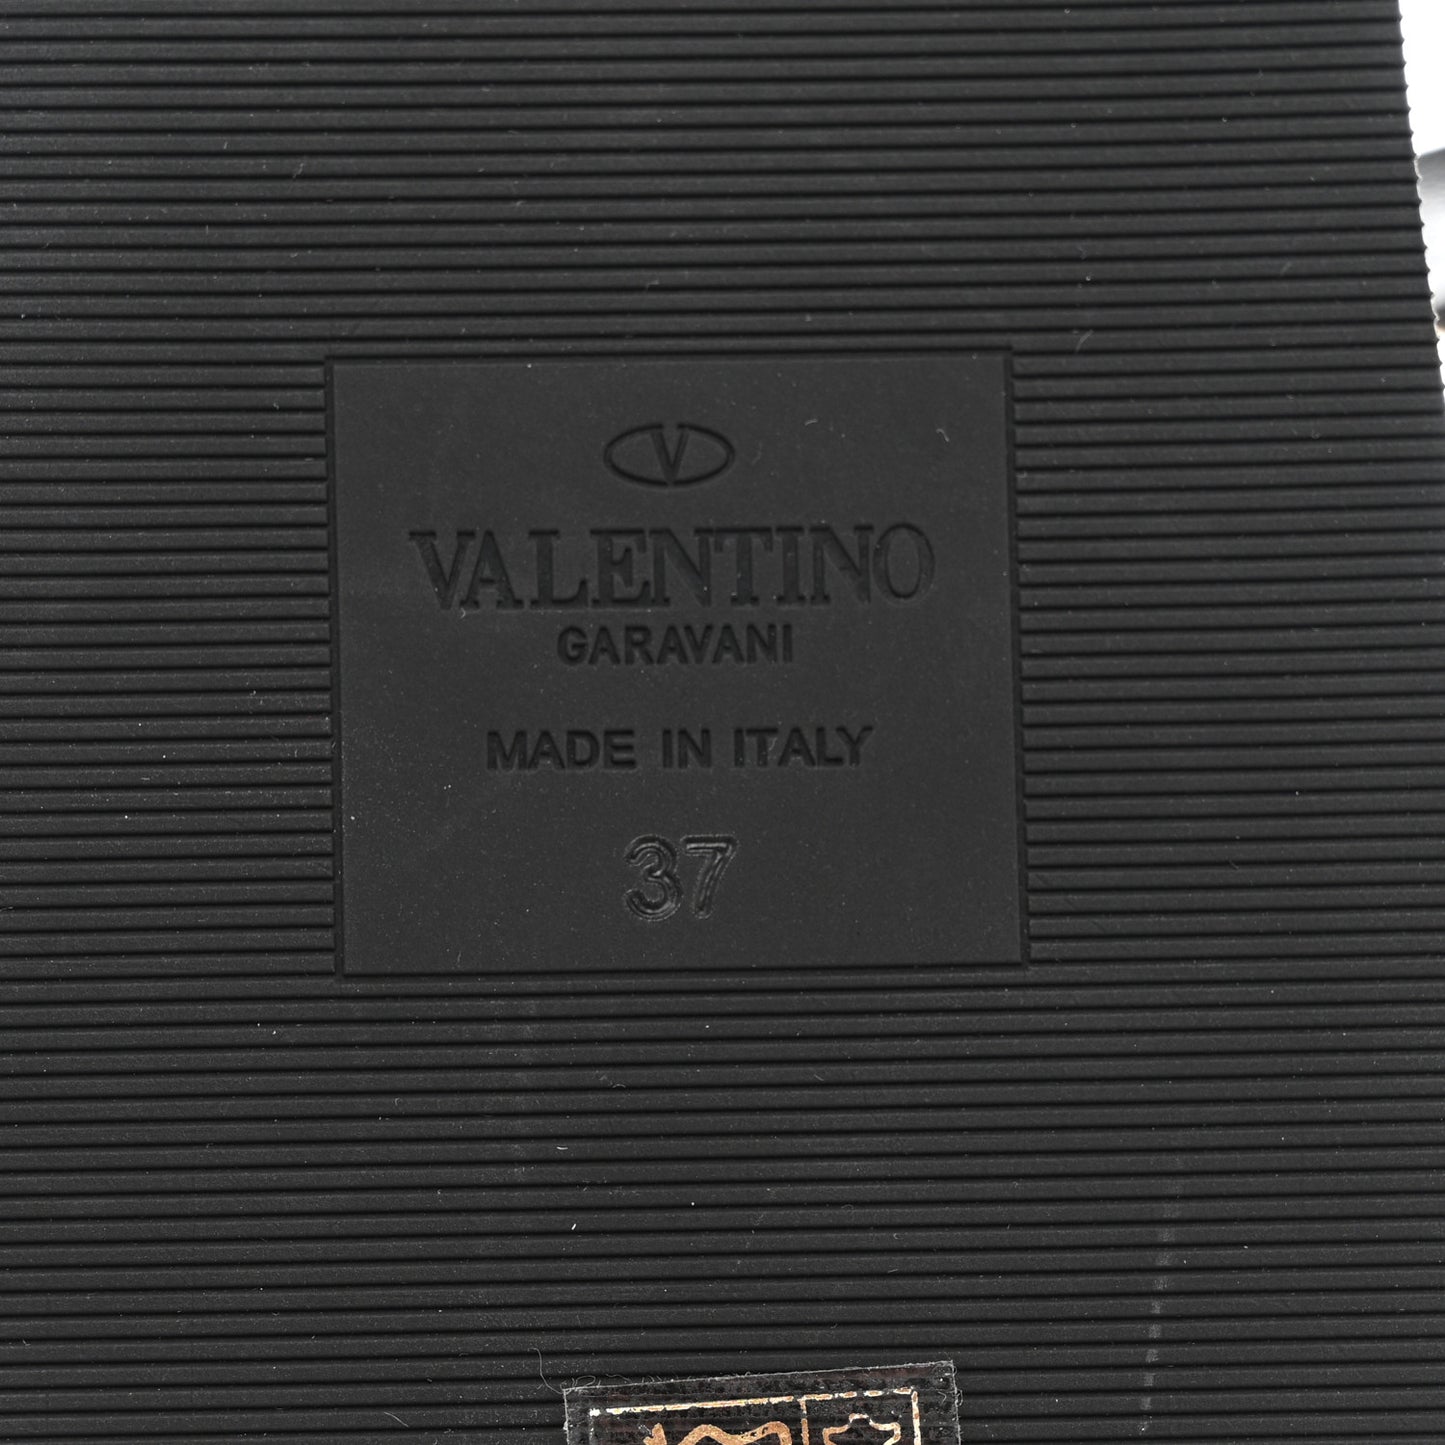 V
VALENTINO
GARAVANI
MADE IN ITALY
37